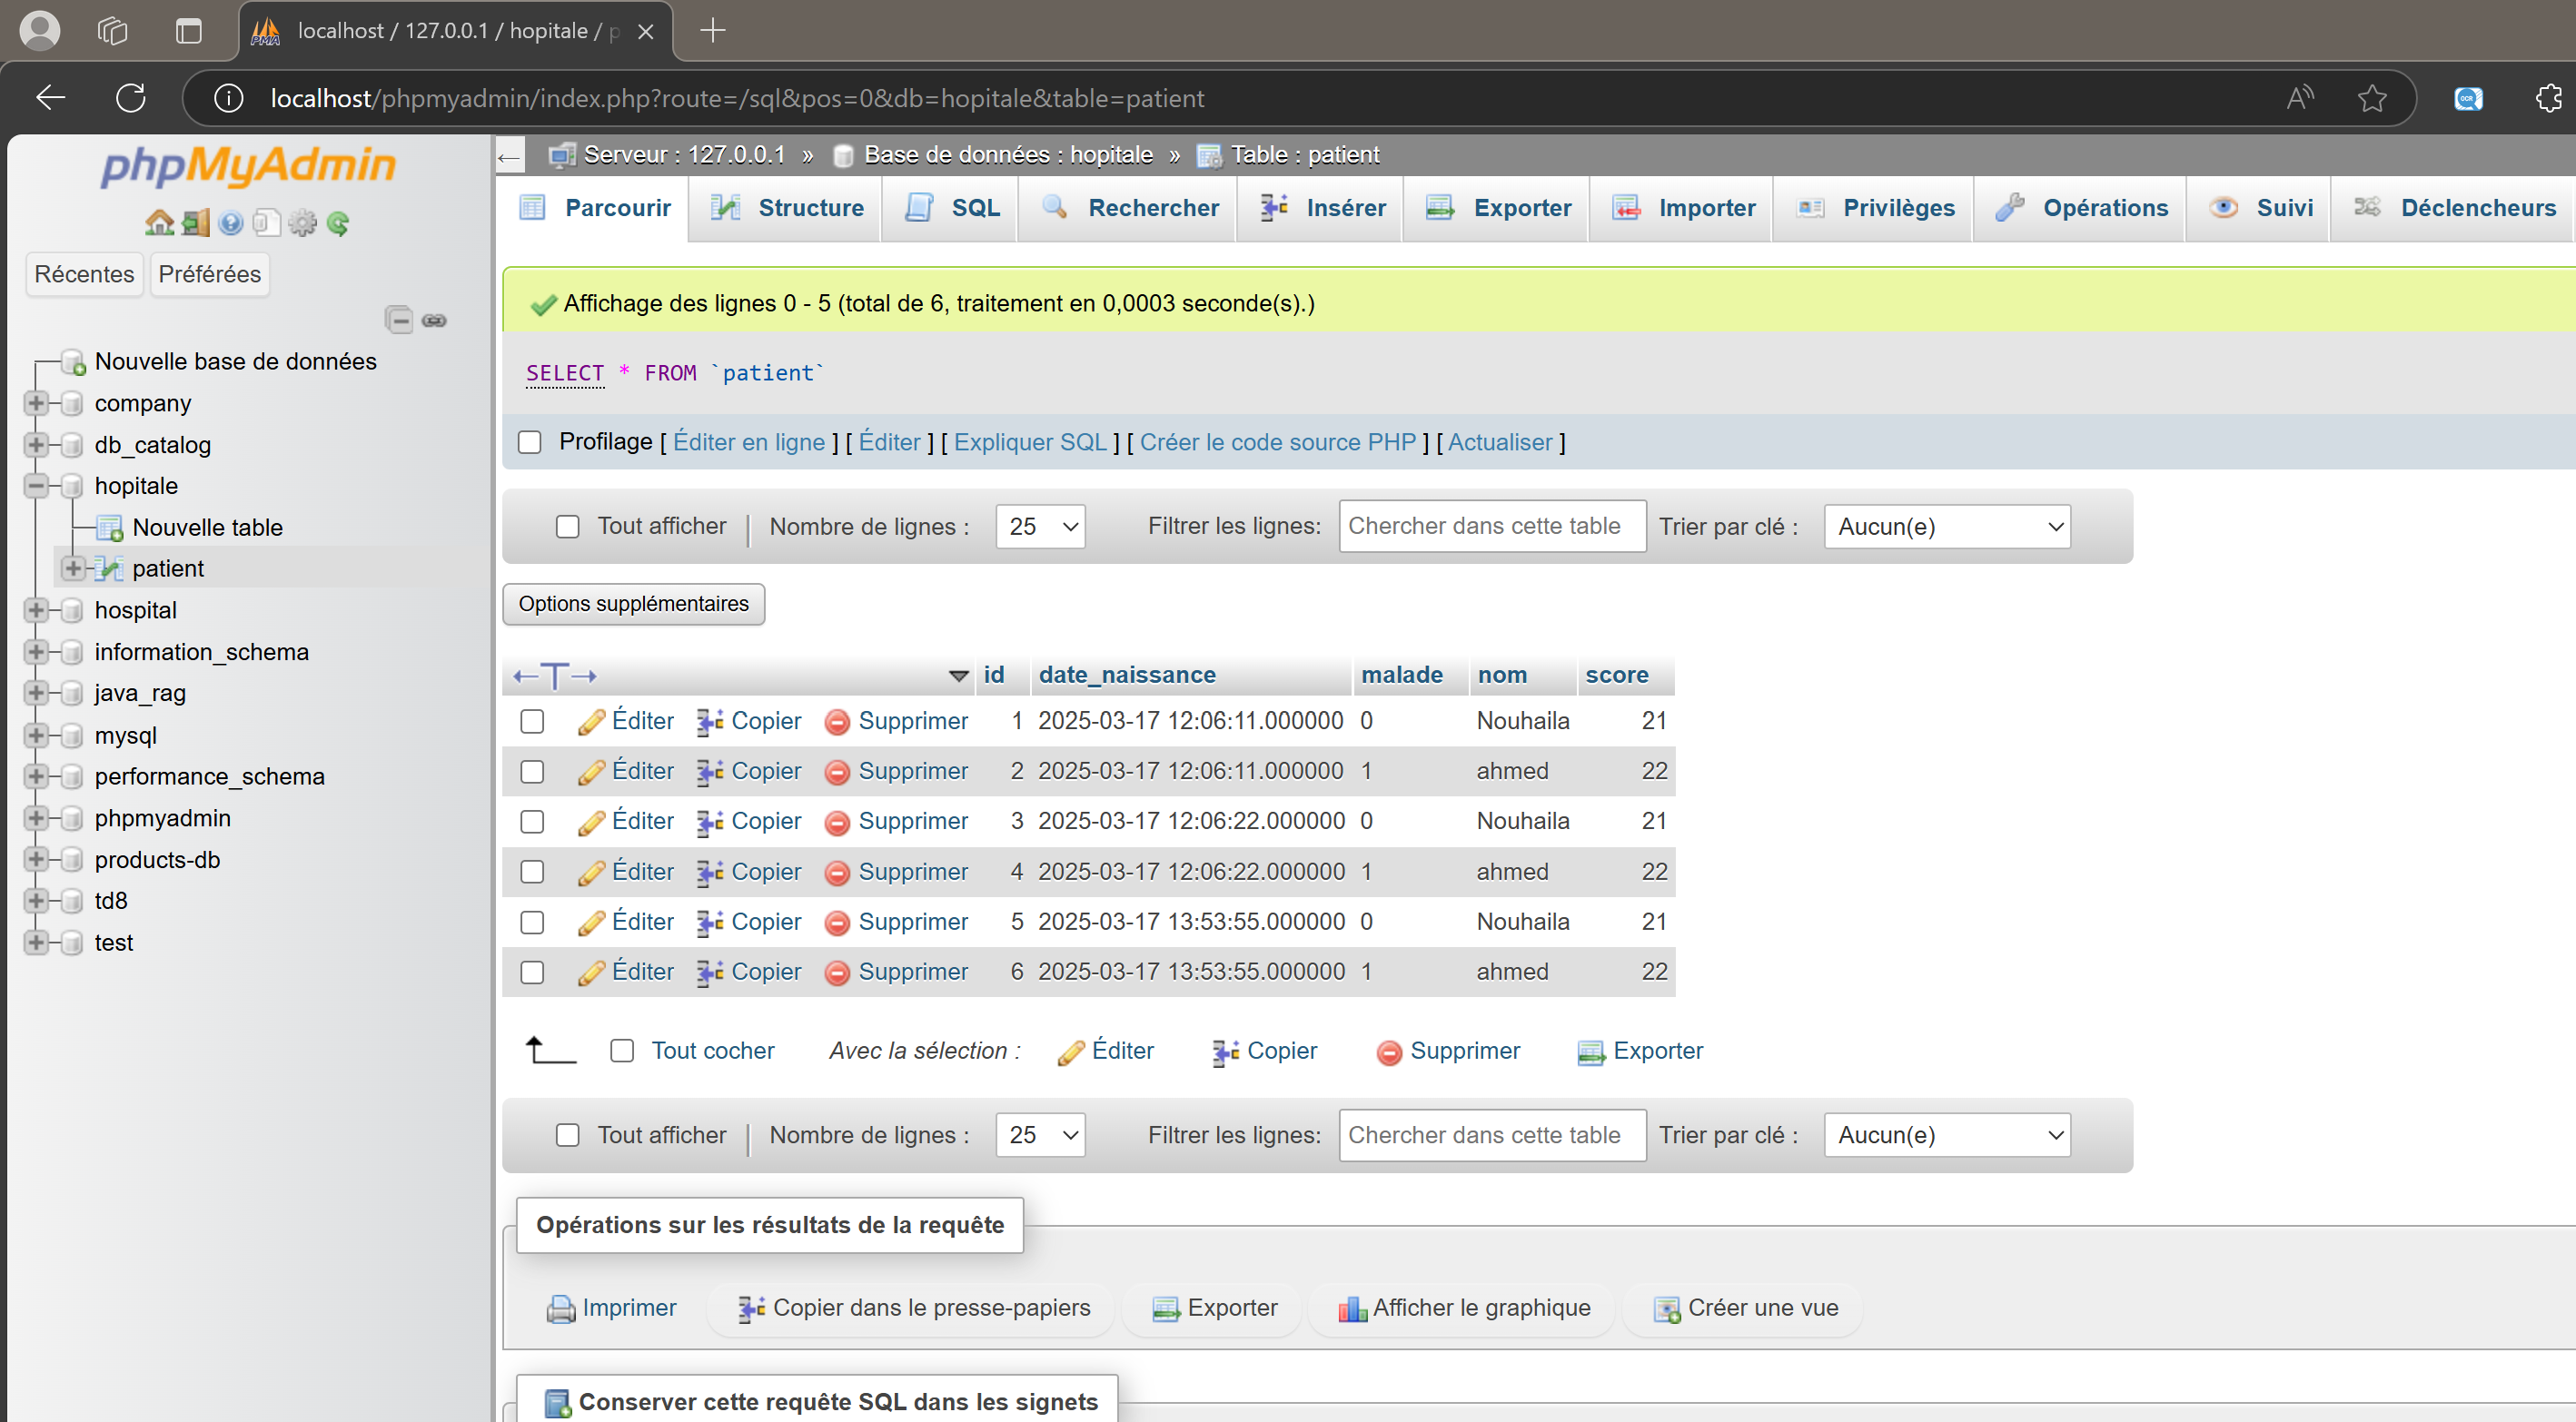 localhost / 127.0.0.1 / hopitale / p
localhost/phpmyadmin/index.php?route=/sql&pos=0&db=hopitale&table=patient
phpMyAdmin
Récentes Préférées
Nouvelle base de données
company
db_catalog
hopitale
Nouvelle table
patient
hospital
information_schema
java_rag
mysql
performance_schema
phpmyadmin
products-db
td8
test
Serveur : 127.0.0.1 » Base de données : hopitale » Table : patient
Parcourir Structure SQL Rechercher Insérer Exporter Importer Privilèges Opérations Suivi Déclencheurs
Affichage des lignes 0 - 5 (total de 6, traitement en 0,0003 seconde(s).)
SELECT * FROM `patient`
Profilage [ Éditer en ligne ] [ Éditer ] [ Expliquer SQL ] [ Créer le code source PHP ] [ Actualiser ]
Tout afficher | Nombre de lignes : 25 Filtrer les lignes: Chercher dans cette table Trier par clé : Aucun(e)
Options supplémentaires
←T→ id date_naissance malade nom score
Éditer Copier Supprimer 1 2025-03-17 12:06:11.000000 0 Nouhaila 21
Éditer Copier Supprimer 2 2025-03-17 12:06:11.000000 1 ahmed 22
Éditer Copier Supprimer 3 2025-03-17 12:06:22.000000 0 Nouhaila 21
Éditer Copier Supprimer 4 2025-03-17 12:06:22.000000 1 ahmed 22
Éditer Copier Supprimer 5 2025-03-17 13:53:55.000000 0 Nouhaila 21
Éditer Copier Supprimer 6 2025-03-17 13:53:55.000000 1 ahmed 22
Tout cocher Avec la sélection : Éditer Copier Supprimer Exporter
Tout afficher | Nombre de lignes : 25 Filtrer les lignes: Chercher dans cette table Trier par clé : Aucun(e)
Opérations sur les résultats de la requête
Imprimer Copier dans le presse-papiers Exporter Afficher le graphique Créer une vue
Conserver cette requête SQL dans les signets